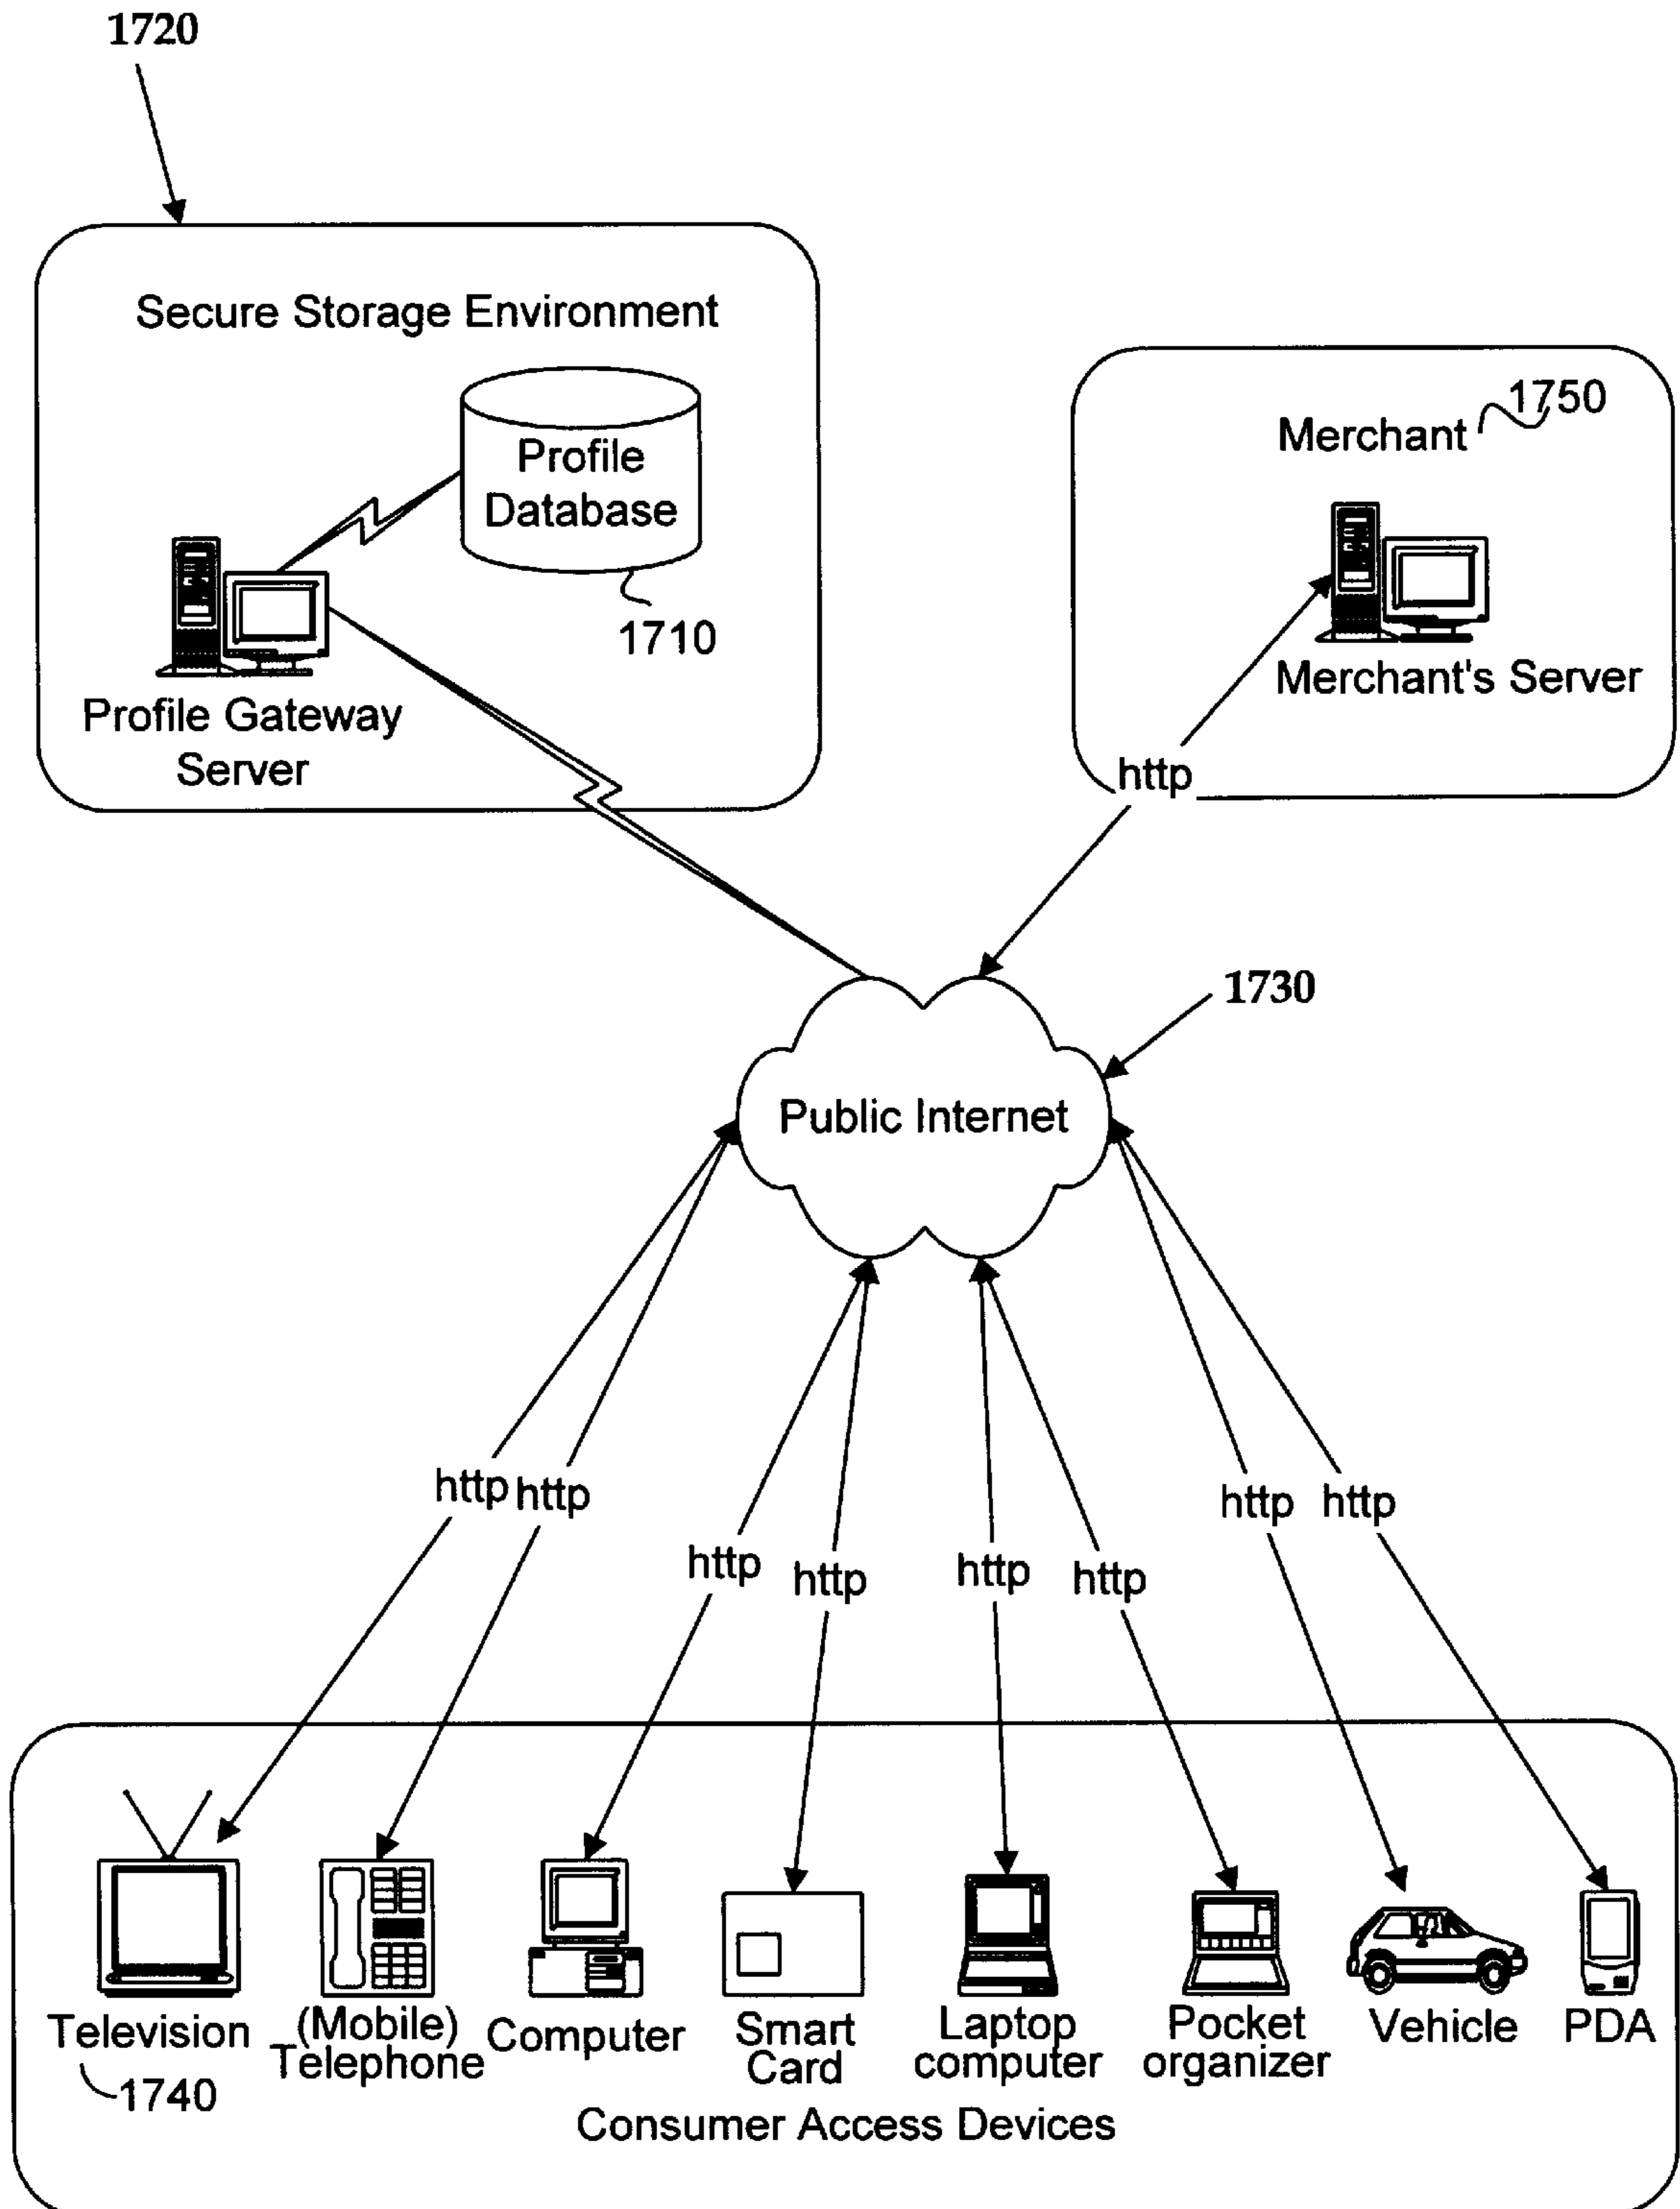 1720
Secure Storage Environment
Profile
Database
1710
Profile Gateway
Server
Merchant
1750
Merchant's Server
http
1730
Public Internet
http
http
http
http
http
http
http
http
Television
1740
(Mobile)
Telephone
Computer
Smart
Card
Laptop
computer
Pocket
organizer
Vehicle
PDA
Consumer Access Devices